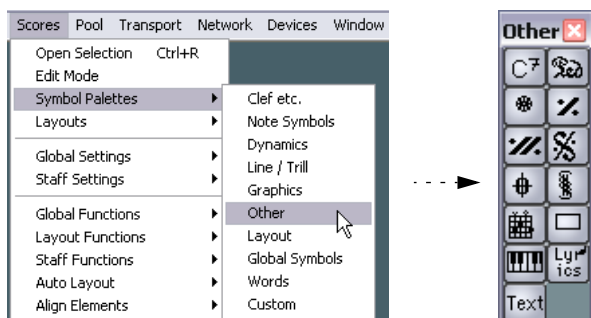 Scores Pool Transport Network Devices Window
Open Selection Ctrl+R
Edit Mode
Symbol Palettes
Layouts
Global Settings
Staff Settings
Global Functions
Layout Functions
Staff Functions
Auto Layout
Align Elements
Clef etc.
Note Symbols
Dynamics
Line / Trill
Graphics
Other
Layout
Global Symbols
Words
Custom
Other
C7 Ped
Lyr
ics
Text